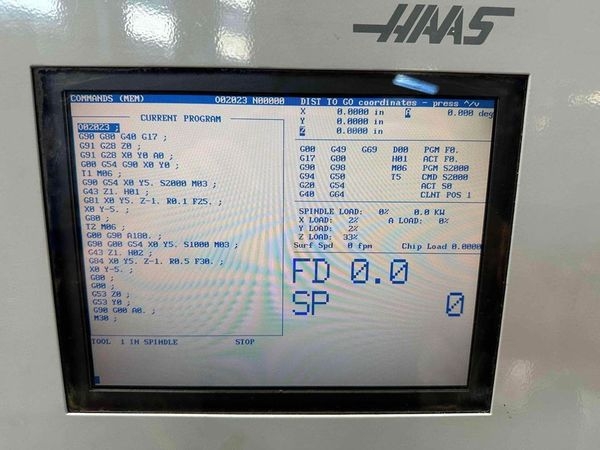 HAAS
COMMANDS (MEM) O02023 N00000 DIST TO GO coordinates - press ^/v
CURRENT PROGRAM
O02023 ;
G90 G80 G40 G17 ;
G91 G28 Z0 ;
G91 G28 X0 Y0 A0 ;
G00 G54 G90 X0 Y0 ;
T1 M06 ;
G90 G54 X0 Y5. S2000 M03 ;
G43 Z1. H01 ;
G81 X0 Y5. Z-1. R0.1 F25. ;
X0 Y-5. ;
G80 ;
T2 M06 ;
G00 G90 A180. ;
G90 G00 G54 X0 Y5. S1000 M03 ;
G43 Z1. H02 ;
G84 X0 Y5. Z-1. R0.5 F30. ;
X0 Y-5. ;
G80 ;
G00 ;
G53 Z0 ;
G53 Y0 ;
G90 G00 A0. ;
M30 ;
TOOL 1 IN SPINDLE STOP
X 0.0000 in A 0.000 deg
Y 0.0000 in
Z 0.0000 in
G00 G49 G69 D00 PGM F0.
G17 G80 H01 ACT F0.
G90 G98 M06 PGM S2000
G94 G50 T5 CMD S2000
G20 G54 ACT S0
G40 G64 CLNT POS 1
SPINDLE LOAD: 0% 0.0 KW
X LOAD: 2% A LOAD: 0%
Y LOAD: 2%
Z LOAD: 33%
Surf Spd 0 fpm Chip Load 0.0000
FD 0.0
SP 0